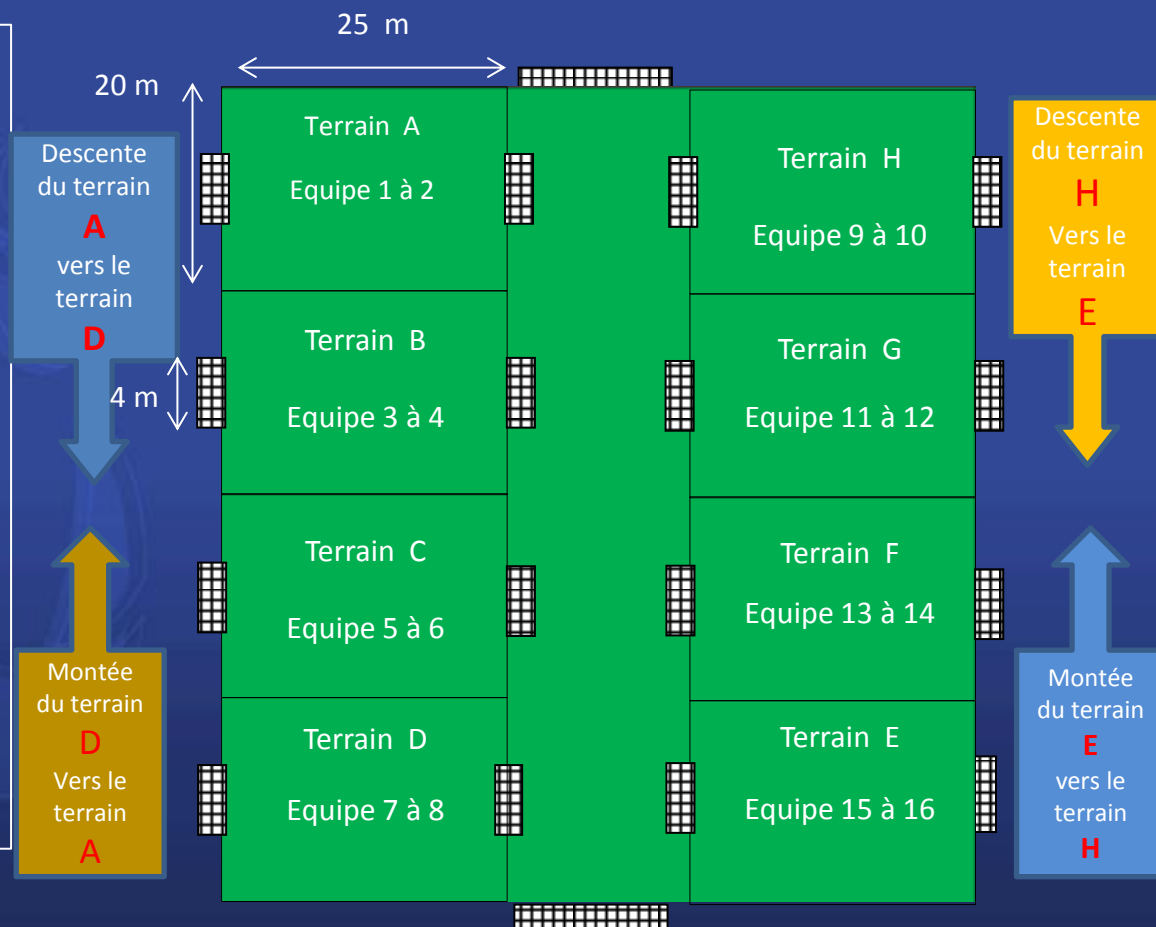 25 m
20 m
4 m
Descente
du terrain
A
vers le
terrain
D
Montée
du terrain
D
Vers le
terrain
A
Terrain A
Equipe 1 à 2
Terrain B
Equipe 3 à 4
Terrain C
Equipe 5 à 6
Terrain D
Equipe 7 à 8
Terrain H
Equipe 9 à 10
Terrain G
Equipe 11 à 12
Terrain F
Equipe 13 à 14
Terrain E
Equipe 15 à 16
Descente
du terrain
H
Vers le
terrain
E
Montée
du terrain
E
vers le
terrain
H